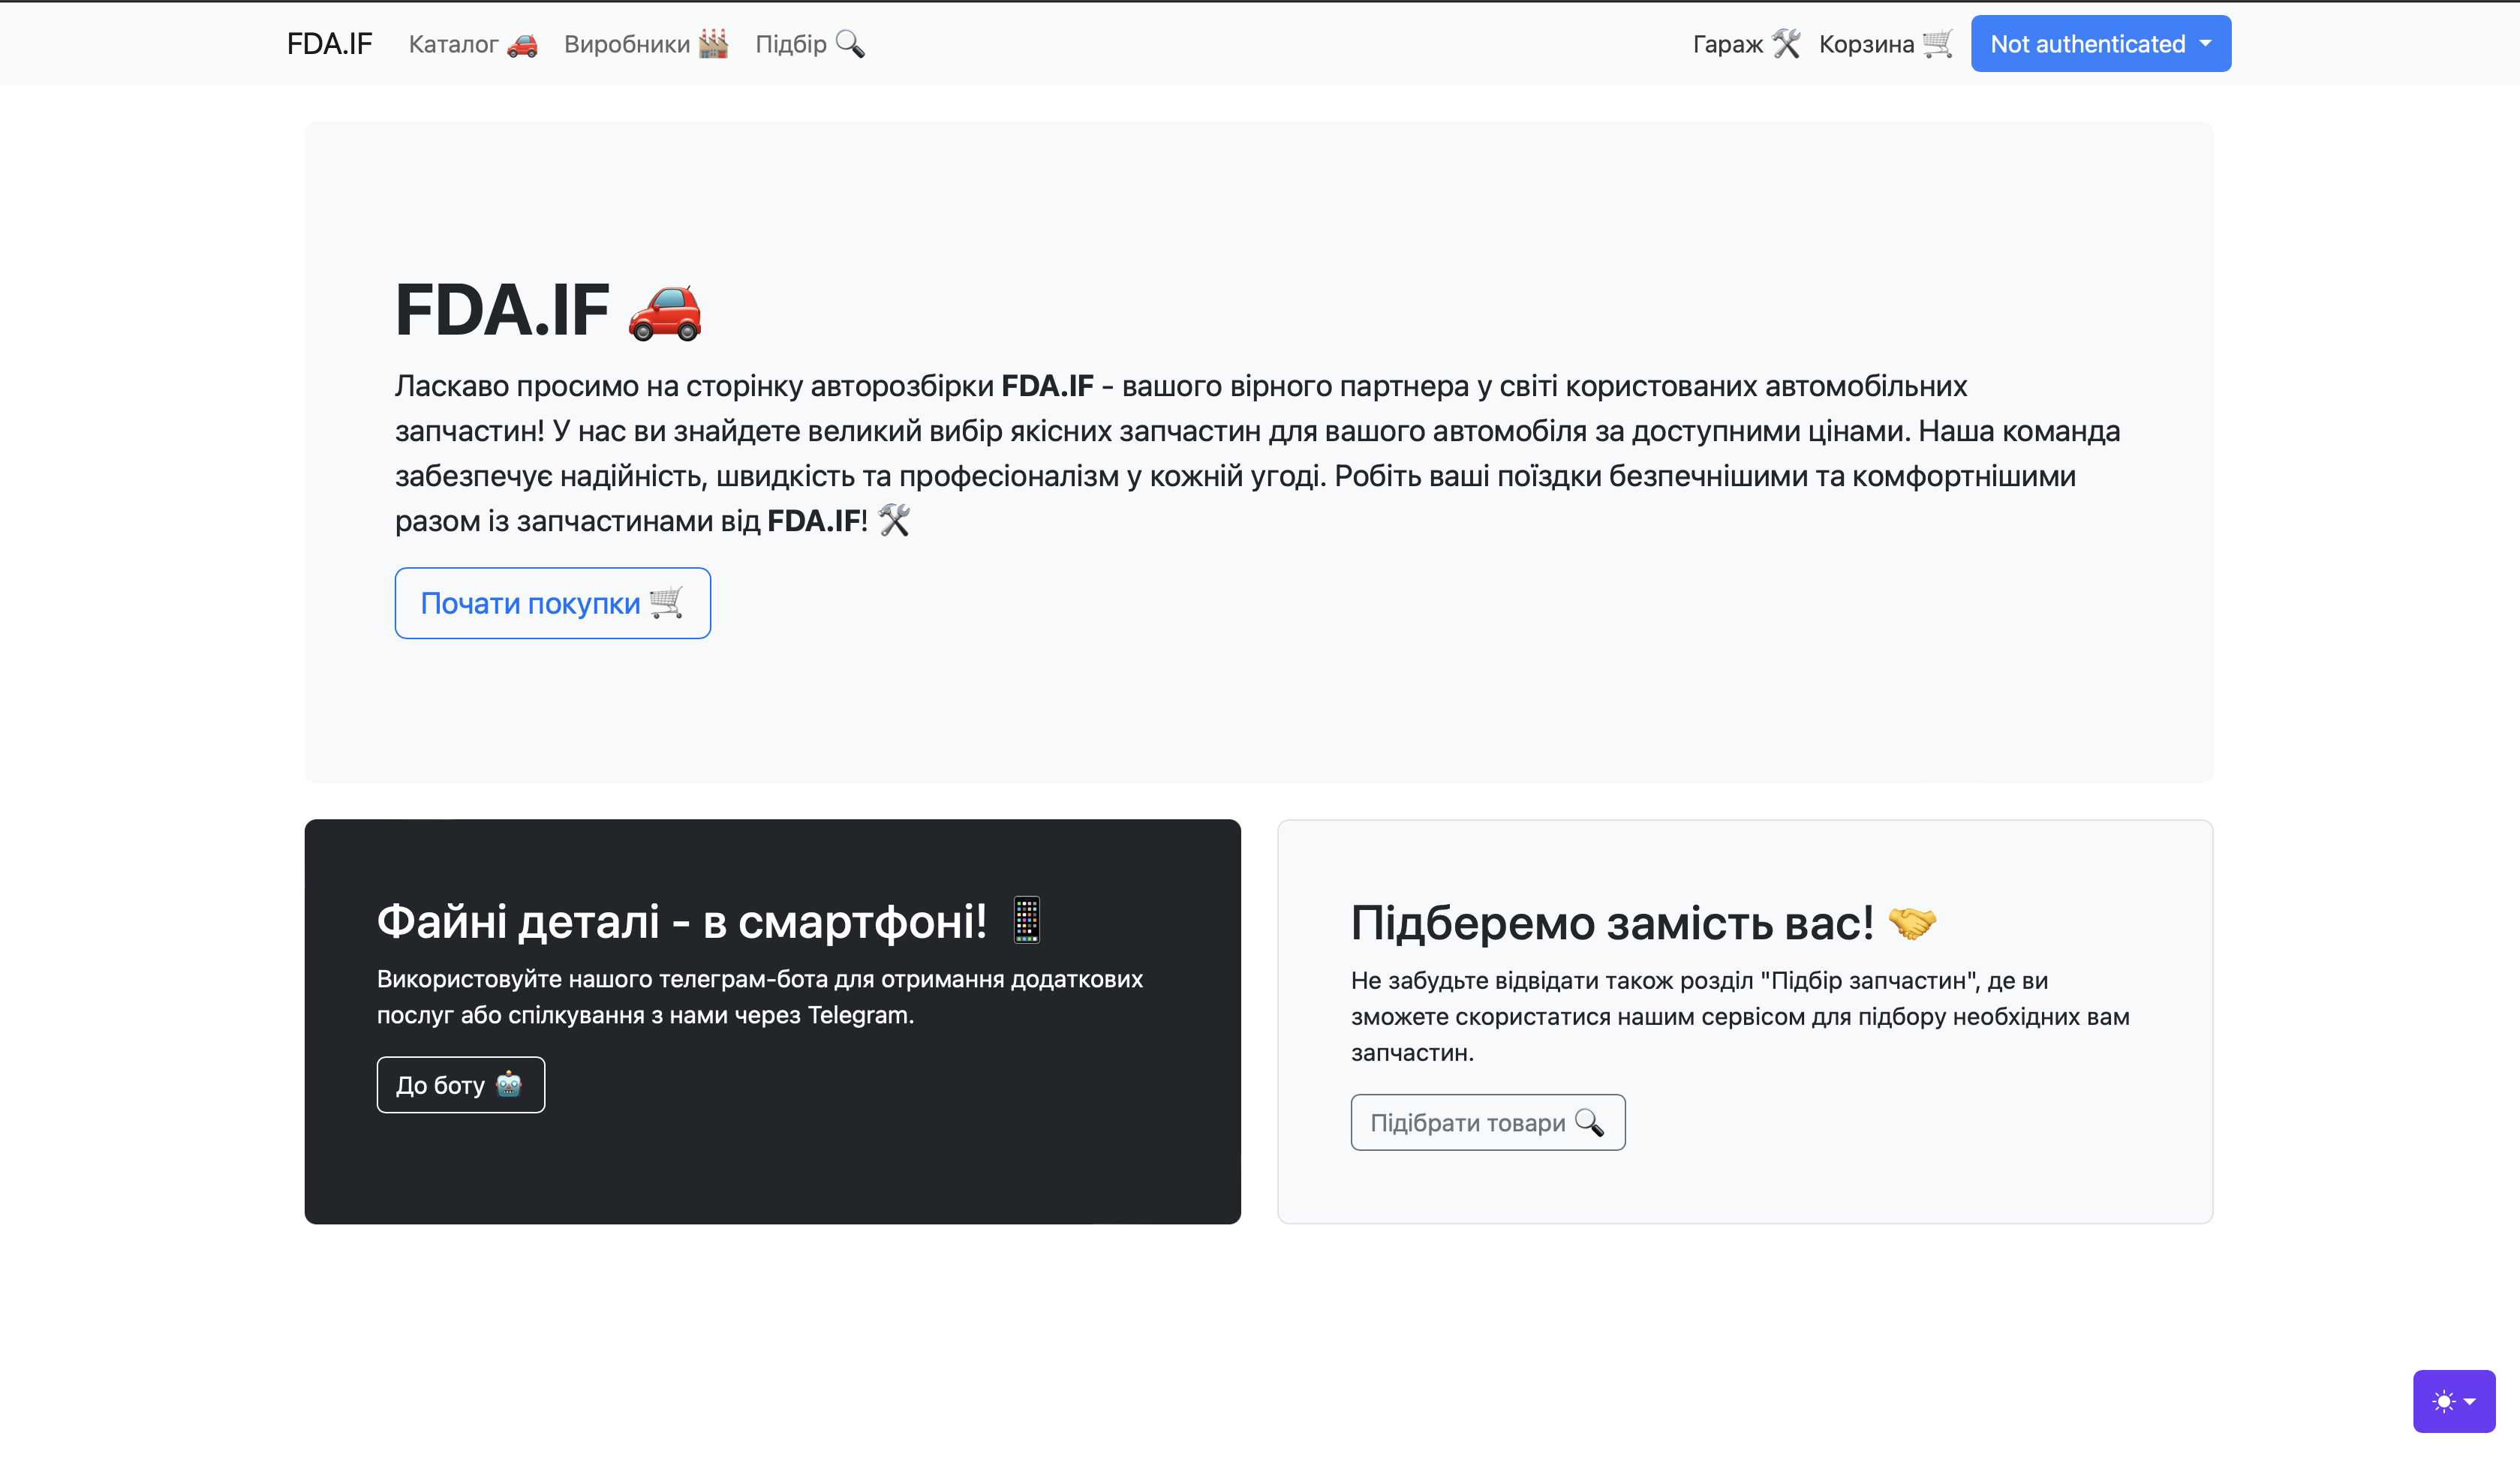 FDA.IF Каталог 🚗 Виробники 🏭 Підбір 🔍 Гараж 🛠️ Корзина 🛒 Not authenticated
FDA.IF 🚗
Ласкаво просимо на сторінку авторозбірки FDA.IF - вашого вірного партнера у світі користованих автомобільних
запчастин! У нас ви знайдете великий вибір якісних запчастин для вашого автомобіля за доступними цінами. Наша команда
забезпечує надійність, швидкість та професіоналізм у кожній угоді. Робіть ваші поїздки безпечнішими та комфортнішими
разом із запчастинами від FDA.IF! 🛠️
Почати покупки 🛒
Файні деталі - в смартфоні! 📱
Використовуйте нашого телеграм-бота для отримання додаткових
послуг або спілкування з нами через Telegram.
До боту 🤖
Підберемо замість вас! 🤝
Не забудьте відвідати також розділ "Підбір запчастин", де ви
зможете скористатися нашим сервісом для підбору необхідних вам
запчастин.
Підібрати товари 🔍